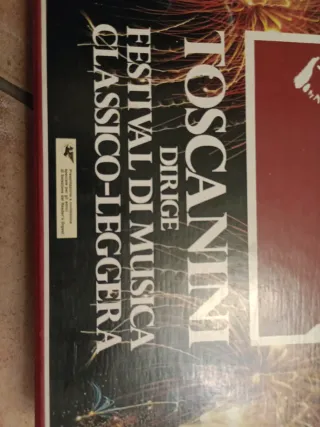 TOSCANINI
DIRIGE
FESTIVAL DI MUSICA
CLASSICO-LEGGERA